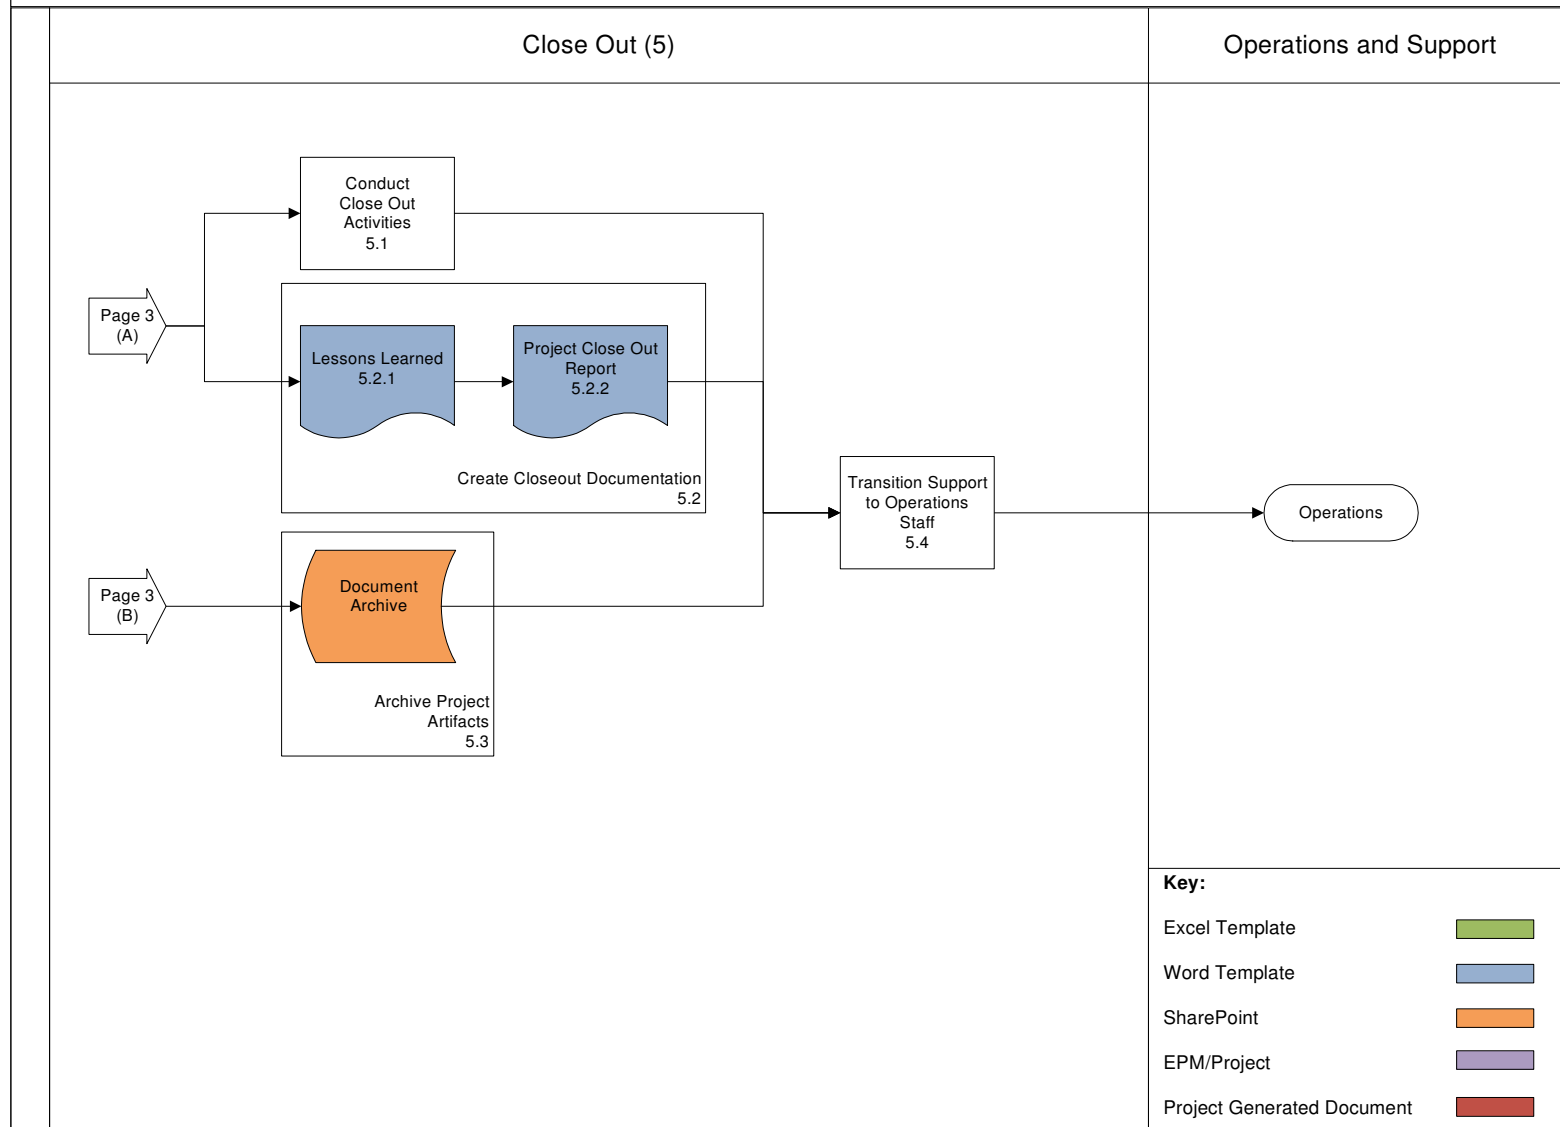 Close Out (5)
Operations and Support
Conduct
Close Out
Activities
5.1
Page 3
(A)
Lessons Learned
5.2.1
Project Close Out
Report
5.2.2
Create Closeout Documentation
5.2
Transition Support
to Operations
Staff
5.4
Operations
Page 3
(B)
Document
Archive
Archive Project
Artifacts
5.3
Key:
Excel Template
Word Template
SharePoint
EPM/Project
Project Generated Document